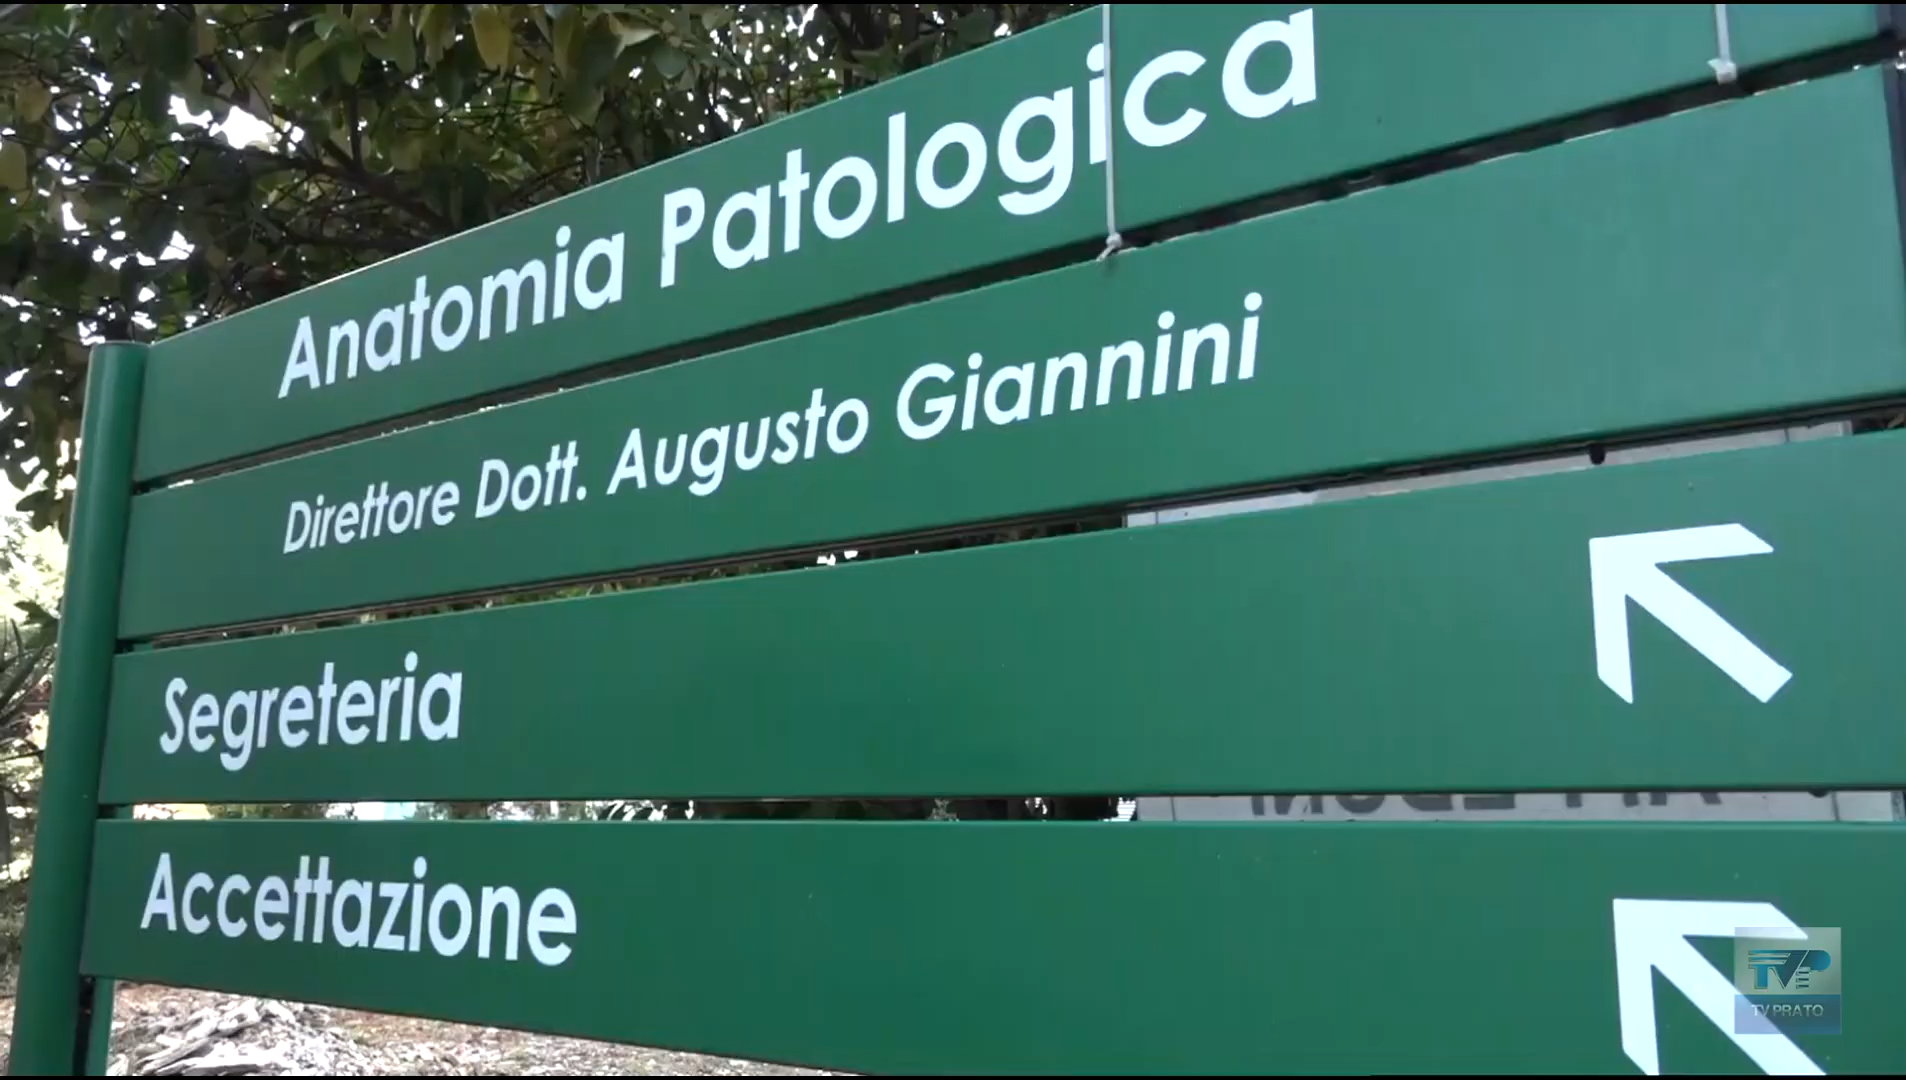 Anatomia Patologica
Direttore Dott. Augusto Giannini
Segreteria
Accettazione
TV PRATO